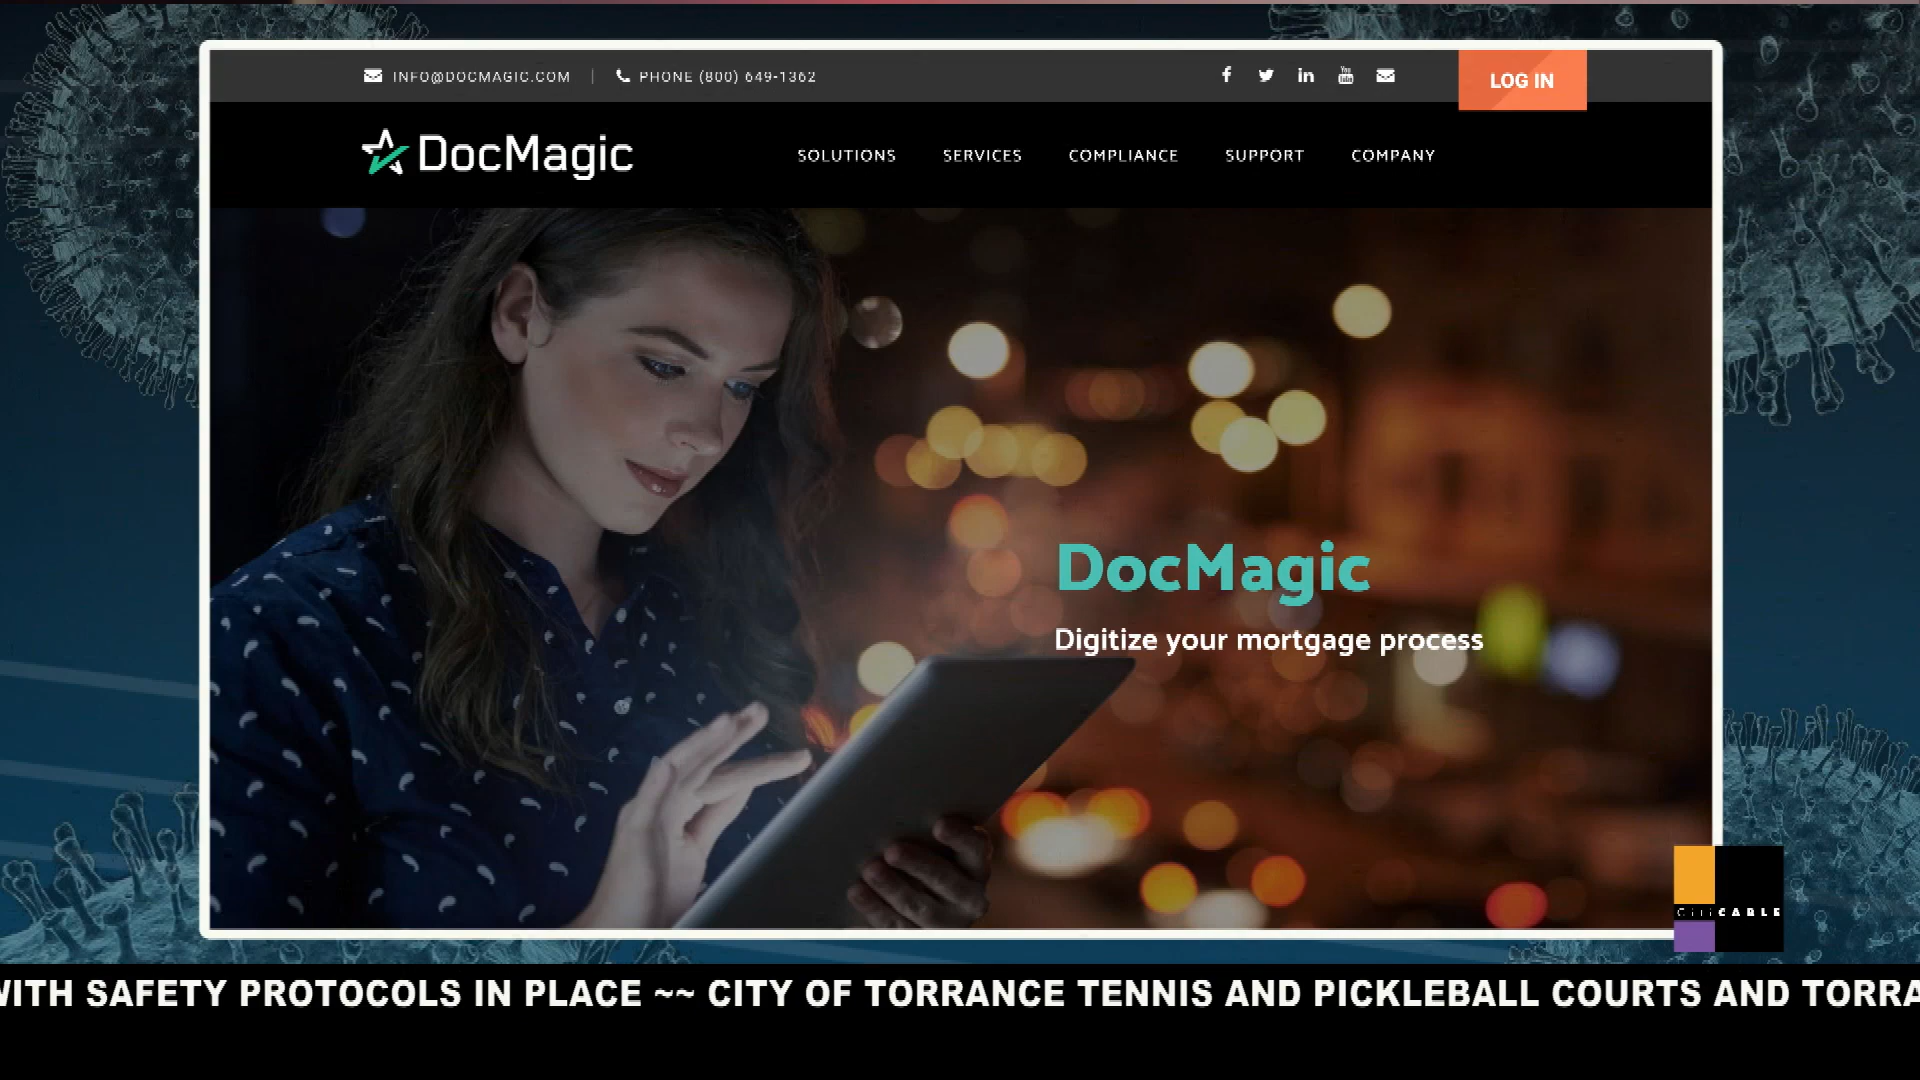 INFO@DOCMAGIC.COM | PHONE (800) 649-1362
LOG IN
DocMagic
SOLUTIONS SERVICES COMPLIANCE SUPPORT COMPANY
DocMagic
Digitize your mortgage process
CITICABLE
WITH SAFETY PROTOCOLS IN PLACE ~~ CITY OF TORRANCE TENNIS AND PICKLEBALL COURTS AND TORRA